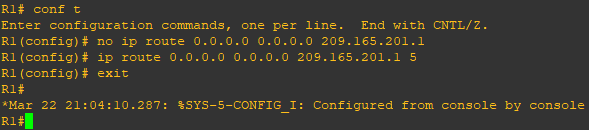 R1# conf t
Enter configuration commands, one per line.  End with CNTL/Z.
R1(config)# no ip route 0.0.0.0 0.0.0.0 209.165.201.1
R1(config)# ip route 0.0.0.0 0.0.0.0 209.165.201.1 5
R1(config)# exit
R1#
*Mar 22 21:04:10.287: %SYS-5-CONFIG_I: Configured from console by console
R1#